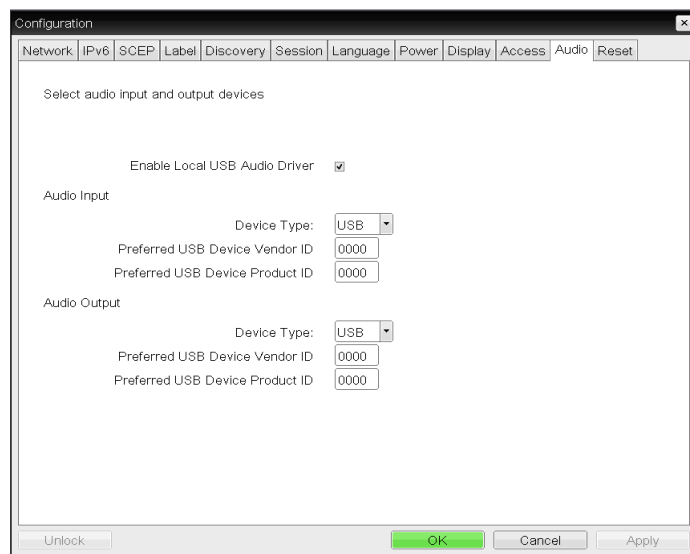 Configuration
Network IPv6 SCEP Label Discovery Session Language Power Display Access Audio Reset
Select audio input and output devices
Enable Local USB Audio Driver
Audio Input
Device Type: USB
Preferred USB Device Vendor ID 0000
Preferred USB Device Product ID 0000
Audio Output
Device Type: USB
Preferred USB Device Vendor ID 0000
Preferred USB Device Product ID 0000
Unlock OK Cancel Apply